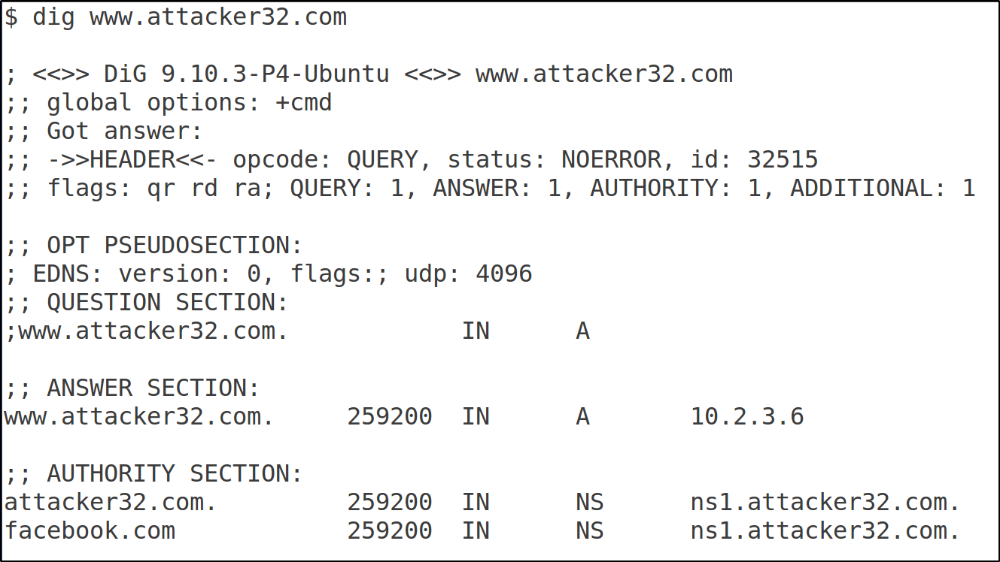 $ dig www.attacker32.com
; <<>> DiG 9.10.3-P4-Ubuntu <<>> www.attacker32.com
;; global options: +cmd
;; Got answer:
;; ->>HEADER<<- opcode: QUERY, status: NOERROR, id: 32515
;; flags: qr rd ra; QUERY: 1, ANSWER: 1, AUTHORITY: 1, ADDITIONAL: 1
;; OPT PSEUDOSECTION:
; EDNS: version: 0, flags:; udp: 4096
;; QUESTION SECTION:
;www.attacker32.com. IN A
;; ANSWER SECTION:
www.attacker32.com. 259200 IN A 10.2.3.6
;; AUTHORITY SECTION:
attacker32.com. 259200 IN NS ns1.attacker32.com.
facebook.com 259200 IN NS ns1.attacker32.com.